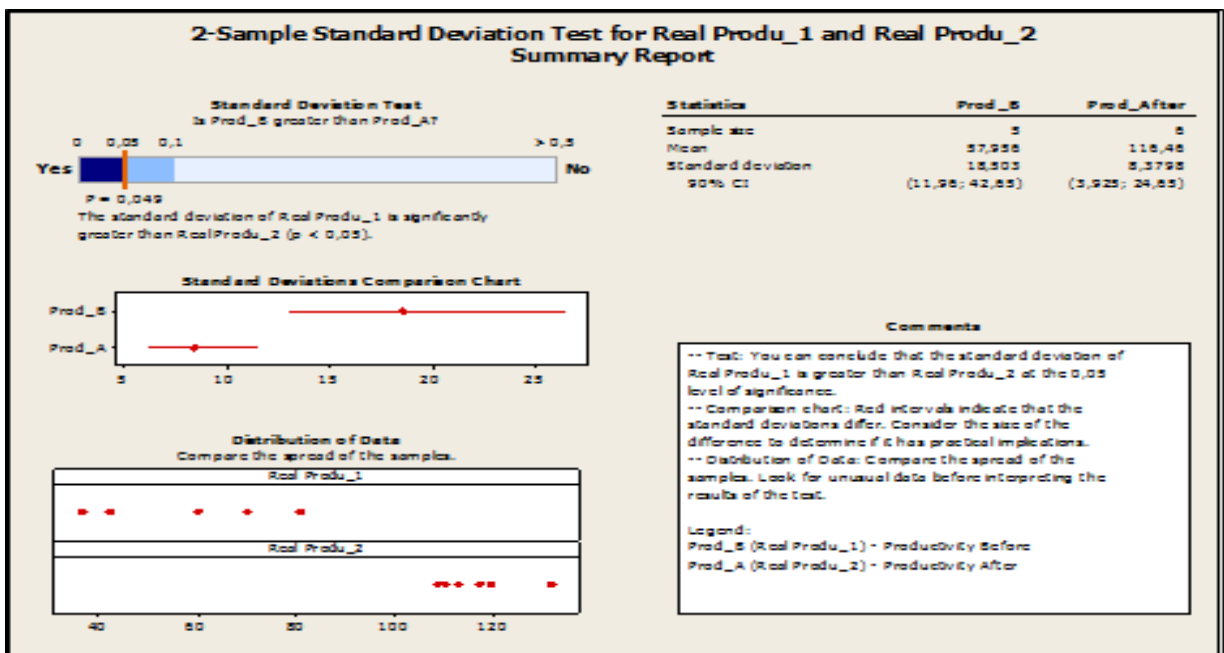 2-Sample Standard Deviation Test for Real Produ_1 and Real Produ_2
Summary Report
Standard Deviation Test
Is Prod_B greater than Prod_A?
0 0,05 0,1 > 0,5
Yes No
P = 0,049
The standard deviation of Real Produ_1 is significantly
greater than Real Produ_2 (p < 0,05).
Statistics Prod_B Prod_After
Sample size 5 6
Mean 116,46
Standard deviation 18,503 8,3798
90% CI
Standard Deviations Comparison Chart
Prod_B
Prod_A
5 10 15 20 25
Distribution of Data
Compare the spread of the samples.
Real Produ_1
Real Produ_2
40 60 80 100 120
Comments
-- Test: You can conclude that the standard deviation of
Real Produ_1 is greater than Real Produ_2 at the 0,05
level of significance.
-- Comparison chart: Red intervals indicate that the
standard deviations differ. Consider the size of the
difference to determine if it has practical implications.
-- Distribution of Data: Compare the spread of the
samples. Look for unusual data before interpreting the
results of the test.
Legend:
Prod_B (Real Produ_1) - Productivity Before
Prod_A (Real Produ_2) - Productivity After